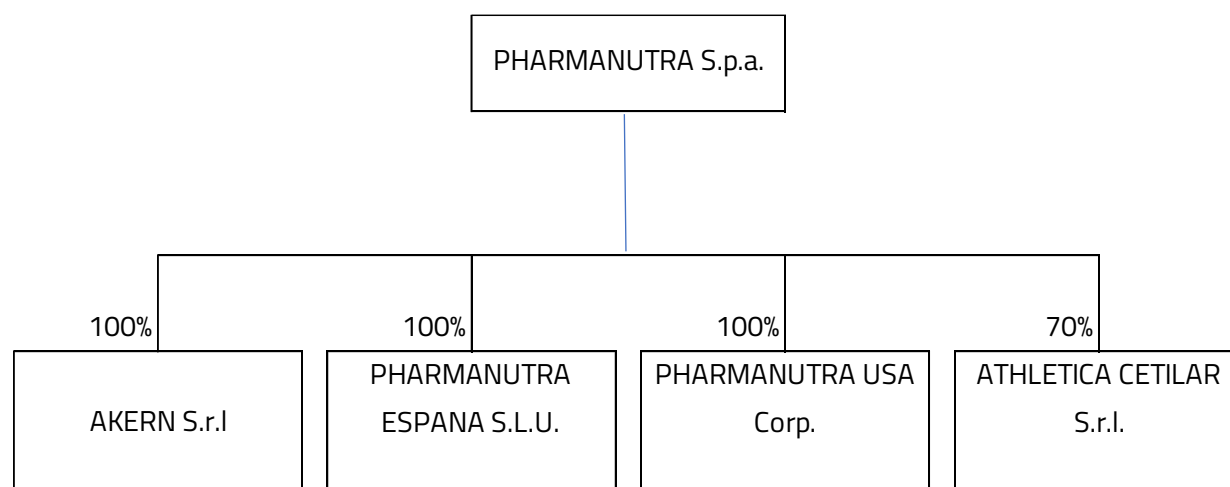 PHARMANUTRA S.p.a.
100%
100%
100%
70%
AKERN S.r.l
PHARMANUTRA
ESPANA S.L.U.
PHARMANUTRA USA
Corp.
ATHLETICA CETILAR
S.r.l.